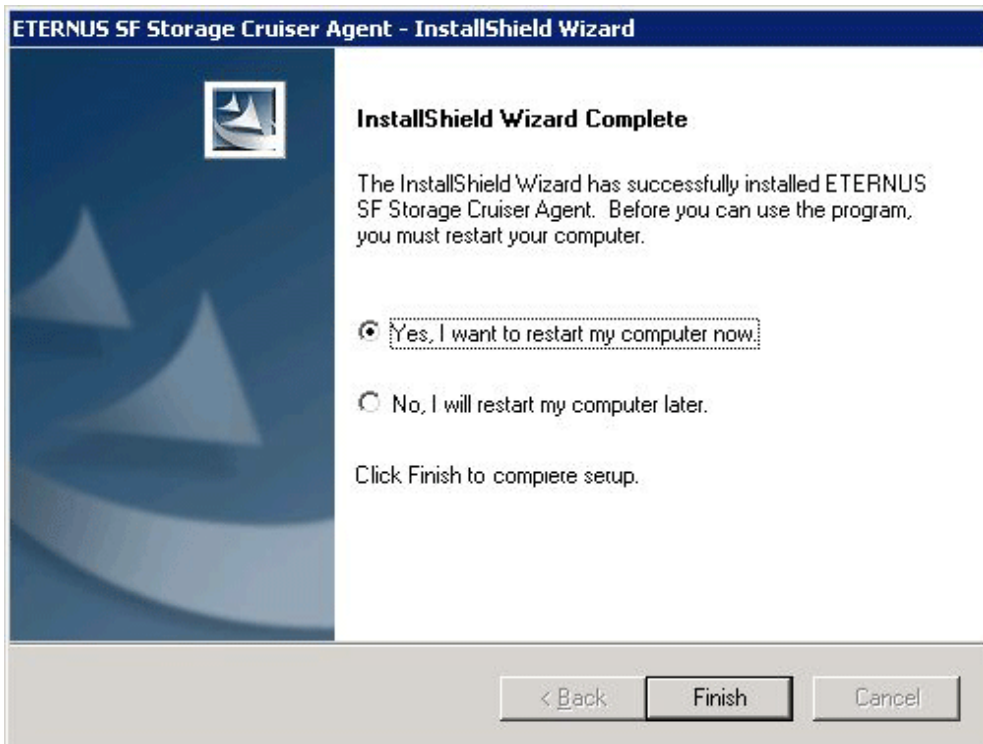 ETERNUS SF Storage Cruiser Agent - InstallShield Wizard
InstallShield Wizard Complete
The InstallShield Wizard has successfully installed ETERNUS
SF Storage Cruiser Agent. Before you can use the program,
you must restart your computer.
Yes, I want to restart my computer now.
No, I will restart my computer later.
Click Finish to complete setup.
< Back
Finish
Cancel